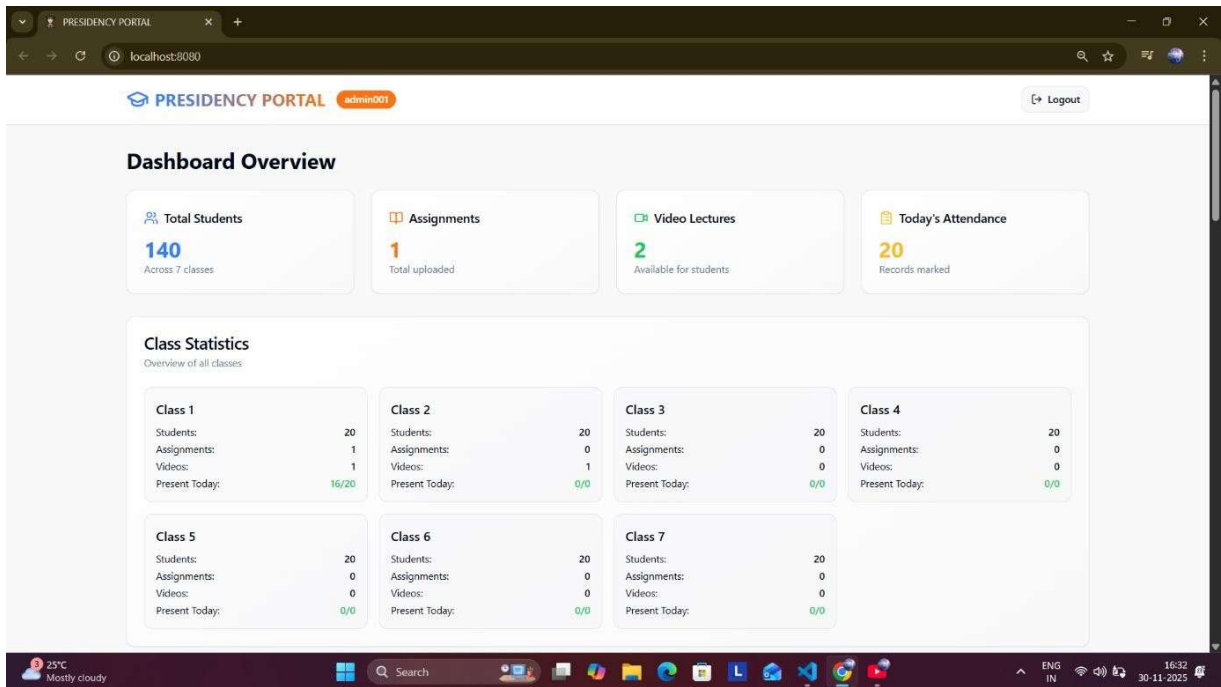 PRESIDENCY PORTAL
localhost:8080
PRESIDENCY PORTAL admin001 Logout
Dashboard Overview
Total Students
140
Across 7 classes
Assignments
1
Total uploaded
Video Lectures
2
Available for students
Today's Attendance
20
Records marked
Class Statistics
Overview of all classes
Class 1
Students: 20
Assignments: 1
Videos: 1
Present Today: 16/20
Class 2
Students: 20
Assignments: 0
Videos: 1
Present Today: 0/0
Class 3
Students: 20
Assignments: 0
Videos: 0
Present Today: 0/0
Class 4
Students: 20
Assignments: 0
Videos: 0
Present Today: 0/0
Class 5
Students: 20
Assignments: 0
Videos: 0
Present Today: 0/0
Class 6
Students: 20
Assignments: 0
Videos: 0
Present Today: 0/0
Class 7
Students: 20
Assignments: 0
Videos: 0
Present Today: 0/0
3
25°C
Mostly cloudy
Search
L
ENG
IN
16:32
30-11-2025